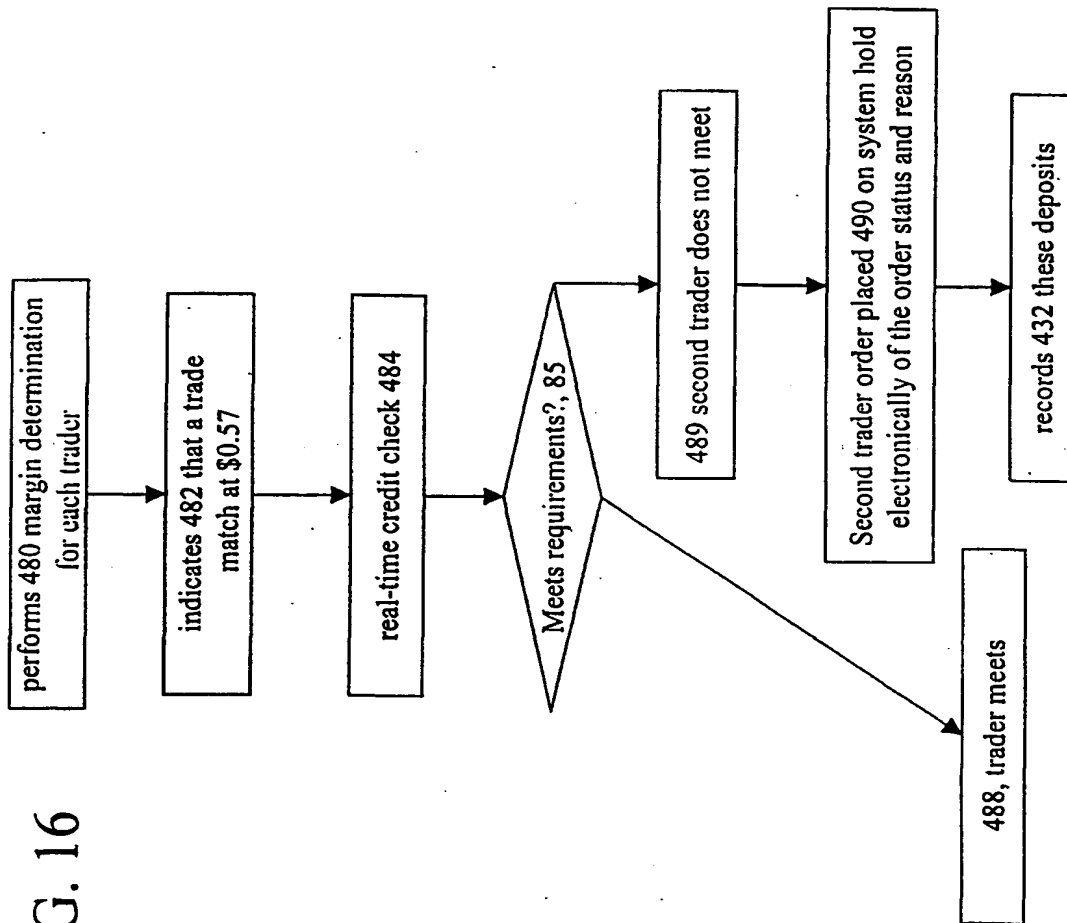 G. 16
performs 480 margin determination
for each trader
indicates 482 that a trade
match at $0.57
real-time credit check 484
Meets requirements?, 85
489 second trader does not meet
Second trader order placed 490 on system hold
electronically of the order status and reason
records 432 these deposits
488, trader meets